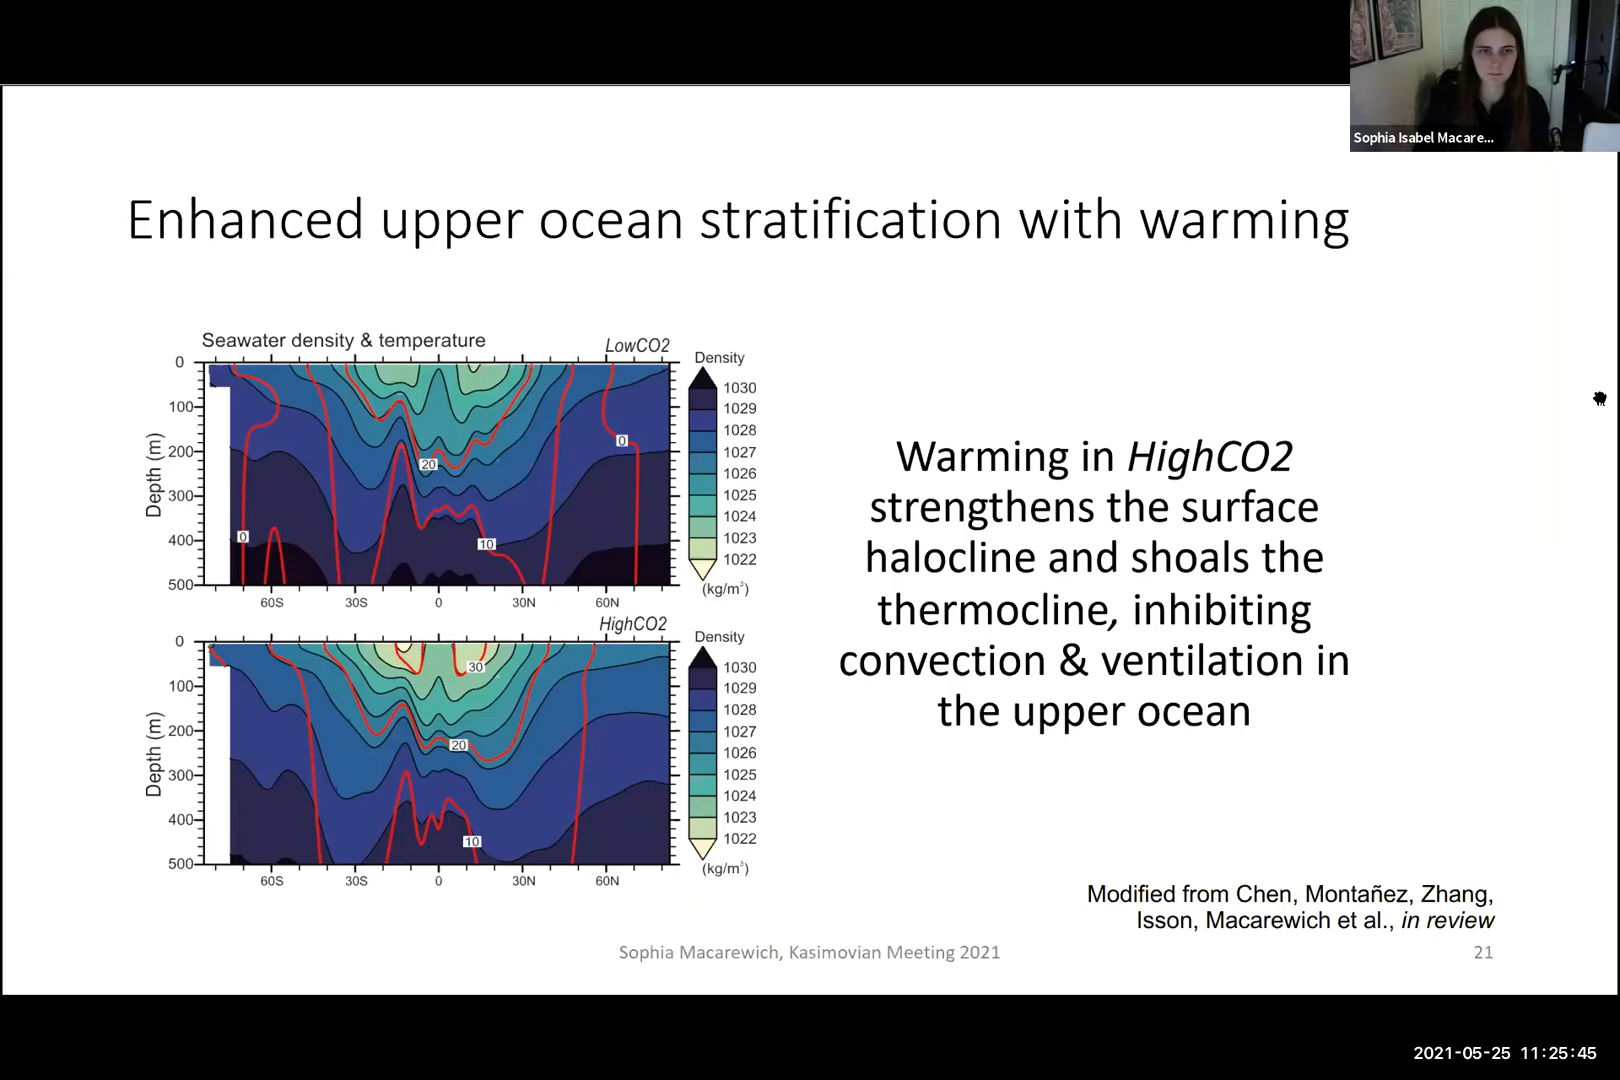 Sophia Isabel Macare...
Enhanced upper ocean stratification with warming
Seawater density & temperature
LowCO2
0
100
200
300
400
500
Depth (m)
20
10
0
0
60S 30S 0 30N 60N
Density
1030
1029
1028
1027
1026
1025
1024
1023
1022
(kg/m³)
HighCO2
0
100
200
300
400
500
Depth (m)
30
20
10
60S 30S 0 30N 60N
Density
1030
1029
1028
1027
1026
1025
1024
1023
1022
(kg/m³)
Warming in HighCO2
strengthens the surface
halocline and shoals the
thermocline, inhibiting
convection & ventilation in
the upper ocean
Modified from Chen, Montañez, Zhang,
Isson, Macarewich et al., in review
Sophia Macarewich, Kasimovian Meeting 2021
21
2021-05-25 11:25:45